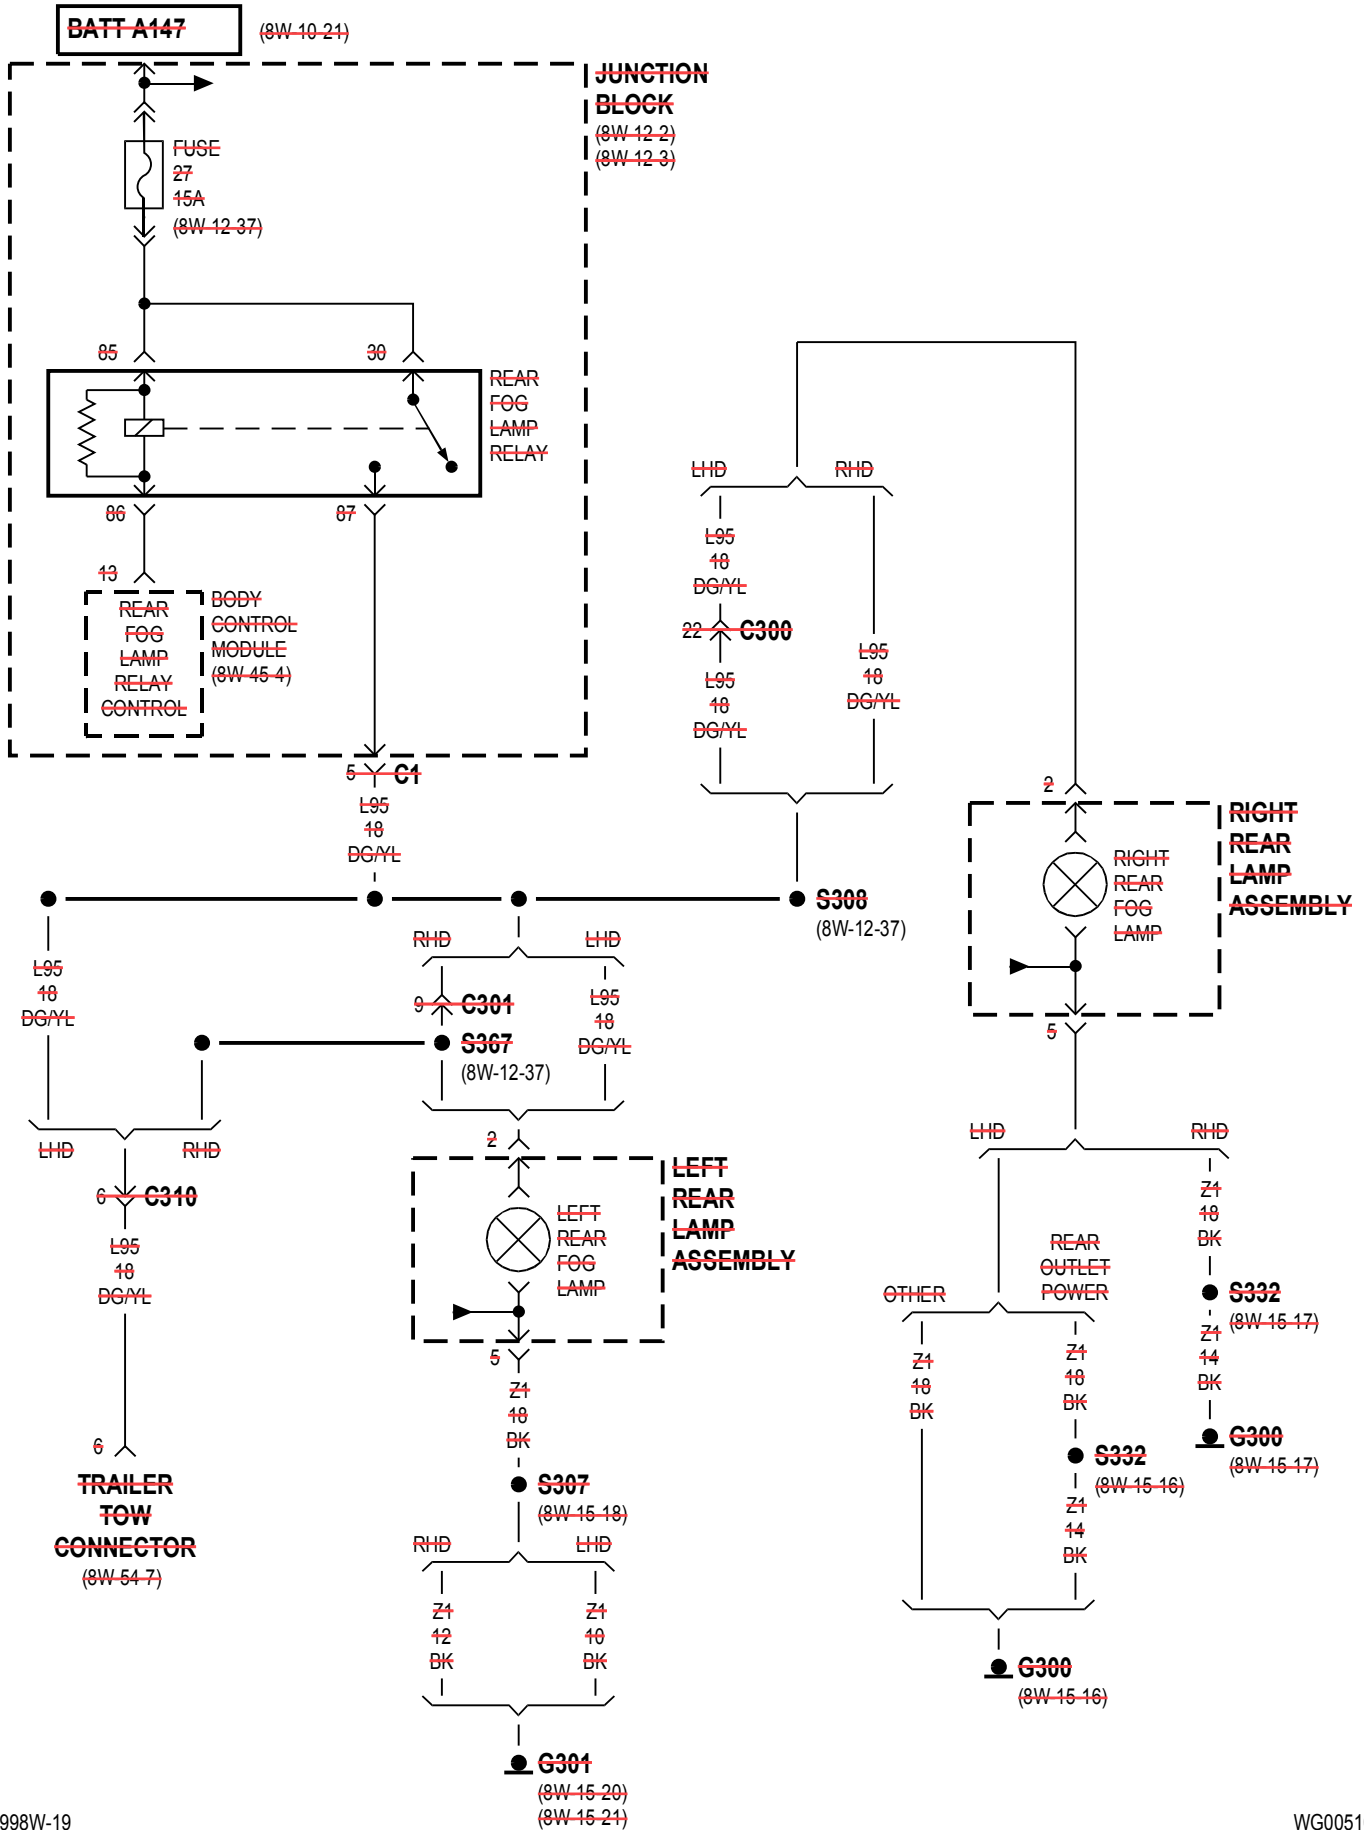 BATT A147
(8W-10-21)
JUNCTION
BLOCK
(8W-12-2)
(8W-12-3)
FUSE
27
15A
(8W-12-37)
85
30
REAR
FOG
LAMP
RELAY
86
87
13
REAR
FOG
LAMP
RELAY
CONTROL
BODY
CONTROL
MODULE
(8W-45-4)
5
C1
L95
18
DG/YL
LHD
RHD
L95
18
DG/YL
22
C300
L95
18
DG/YL
L95
18
DG/YL
2
RIGHT
REAR
LAMP
ASSEMBLY
RIGHT
REAR
FOG
LAMP
5
S308
(8W-12-37)
RHD
LHD
L95
18
DG/YL
9
C301
L95
18
DG/YL
S367
(8W-12-37)
LHD
RHD
2
6
C310
L95
18
DG/YL
LEFT
REAR
LAMP
ASSEMBLY
LEFT
REAR
FOG
LAMP
5
Z1
18
BK
6
TRAILER
TOW
CONNECTOR
(8W-54-7)
S307
(8W-15-18)
RHD
LHD
Z1
12
BK
Z1
10
BK
G301
(8W-15-20)
(8W-15-21)
LHD
RHD
Z1
18
BK
REAR
OUTLET
POWER
OTHER
S332
(8W-15-17)
Z1
14
BK
Z1
18
BK
Z1
18
BK
G300
(8W-15-17)
S332
(8W-15-16)
Z1
14
BK
G300
(8W-15-16)
998W-19
WG0051